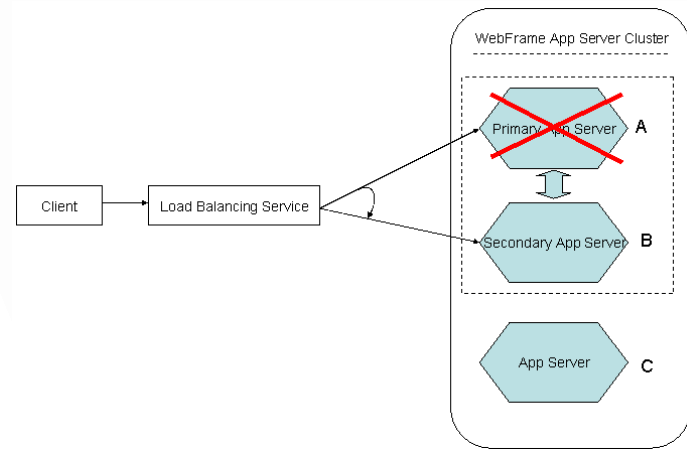 WebFrame App Server Cluster
Primary App Server
A
Client
Load Balancing Service
Secondary App Server
B
App Server
C